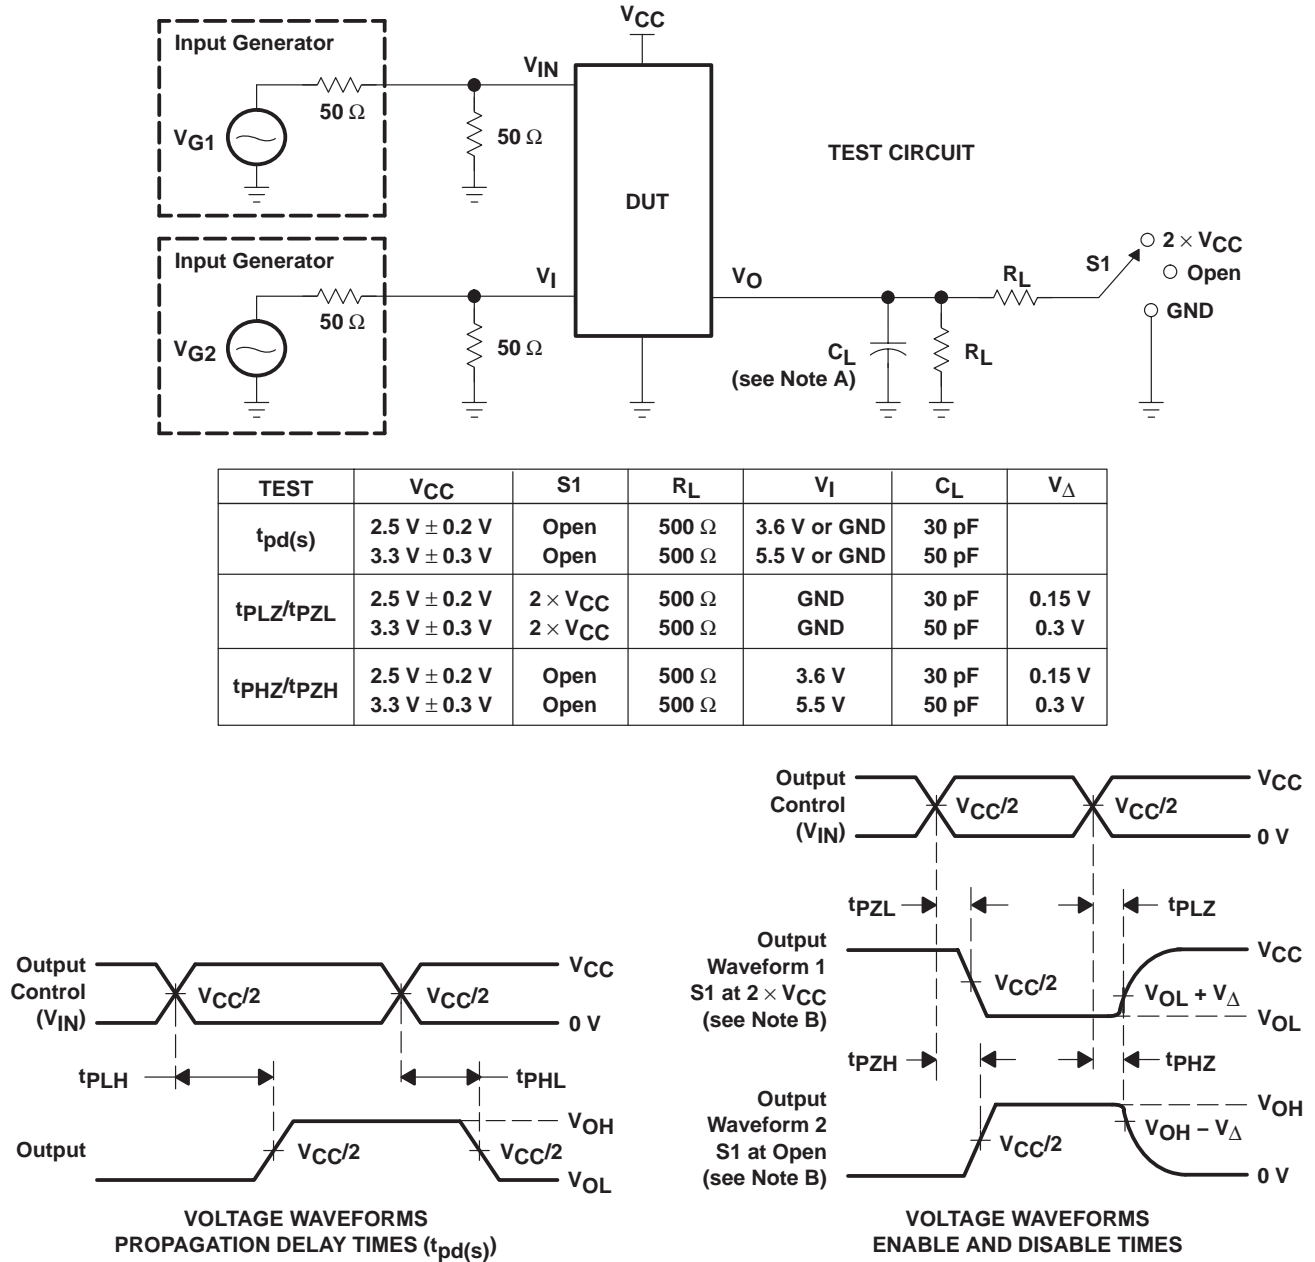 VCC
Input Generator
VIN
50 Ω
VG1
50 Ω
TEST CIRCUIT
DUT
Input Generator
VI
VO
50 Ω
VG2
50 Ω
CL
(see Note A)
RL
RL
S1
2 × VCC
Open
GND
TEST VCC S1 RL VI CL VΔ
tpd(s)
2.5 V ± 0.2 V Open 500 Ω 3.6 V or GND 30 pF
3.3 V ± 0.3 V Open 500 Ω 5.5 V or GND 50 pF
tPLZ/tPZL
2.5 V ± 0.2 V 2 × VCC 500 Ω GND 30 pF 0.15 V
3.3 V ± 0.3 V 2 × VCC 500 Ω GND 50 pF 0.3 V
tPHZ/tPZH
2.5 V ± 0.2 V Open 500 Ω 3.6 V 30 pF 0.15 V
3.3 V ± 0.3 V Open 500 Ω 5.5 V 50 pF 0.3 V
Output
Control
(VIN)
VCC/2
VCC/2
VCC
0 V
tPLH
tPHL
Output
VCC/2
VCC/2
VOH
VOL
VOLTAGE WAVEFORMS
PROPAGATION DELAY TIMES (tpd(s))
Output
Control
(VIN)
VCC/2
VCC/2
VCC
0 V
tPZL
tPLZ
Output
Waveform 1
S1 at 2 × VCC
(see Note B)
VCC/2
VCC
VOL + VΔ
VOL
tPZH
tPHZ
Output
Waveform 2
S1 at Open
(see Note B)
VCC/2
VOH
VOH − VΔ
0 V
VOLTAGE WAVEFORMS
ENABLE AND DISABLE TIMES